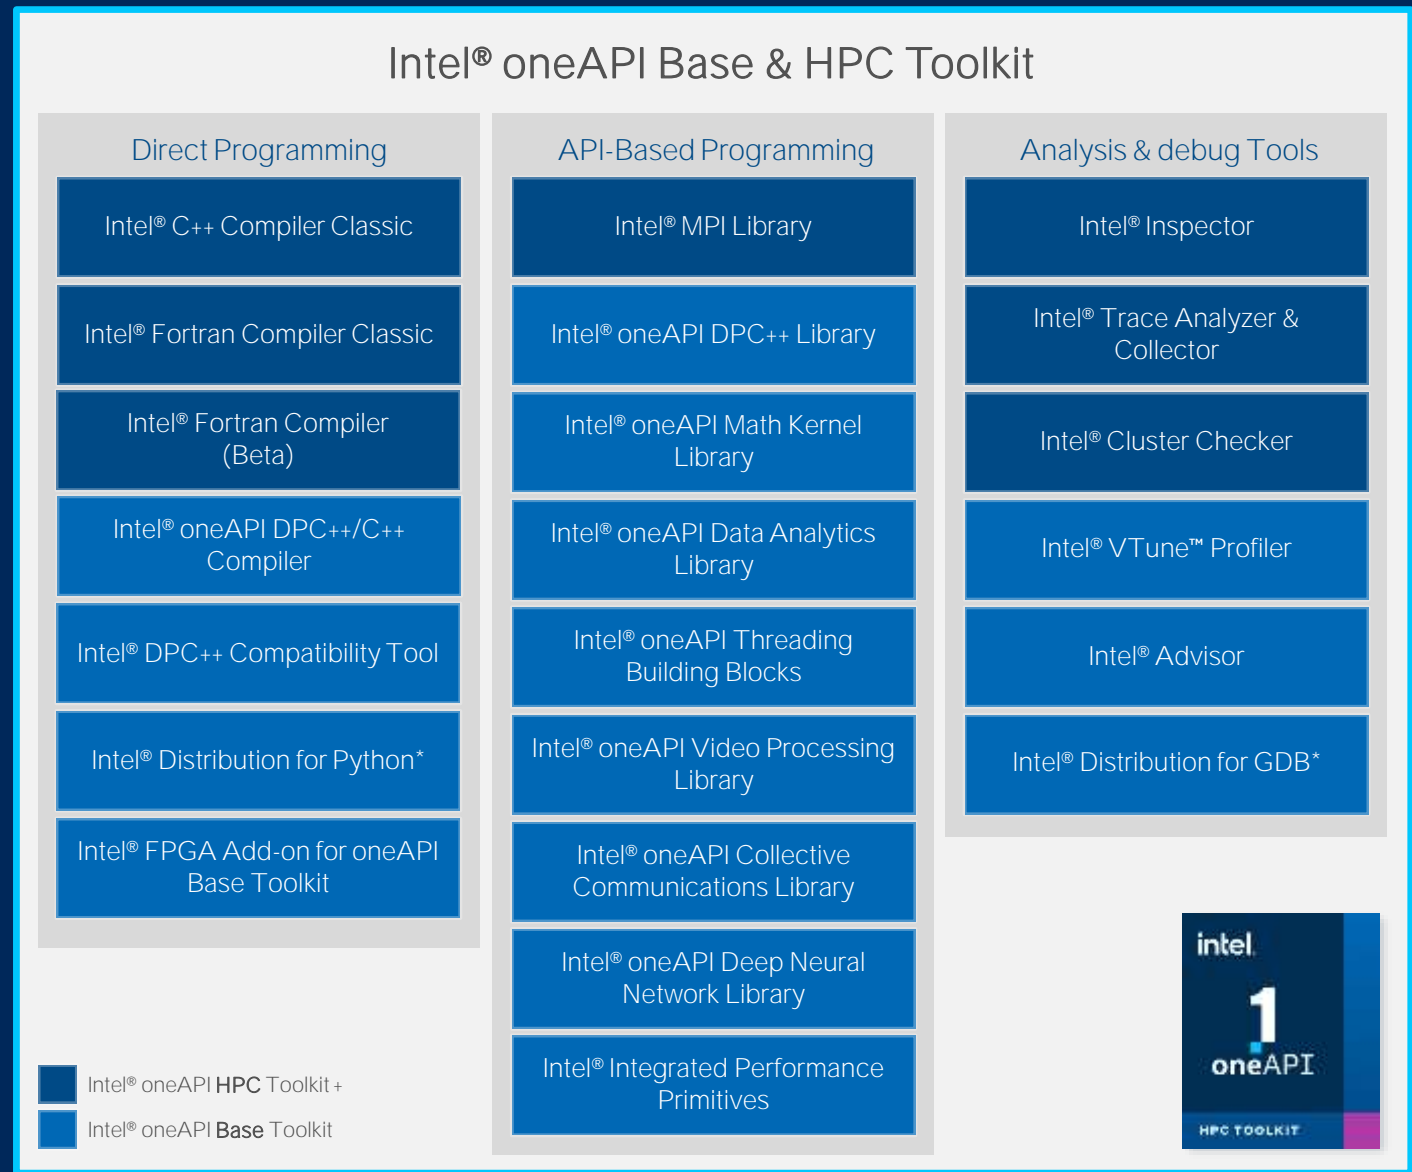 Intel® oneAPI Base & HPC Toolkit
Direct Programming
Intel® C++ Compiler Classic
Intel® Fortran Compiler Classic
Intel® Fortran Compiler
(Beta)
Intel® oneAPI DPC++/C++
Compiler
Intel® DPC++ Compatibility Tool
Intel® Distribution for Python*
Intel® FPGA Add-on for oneAPI
Base Toolkit
API-Based Programming
Intel® MPI Library
Intel® oneAPI DPC++ Library
Intel® oneAPI Math Kernel
Library
Intel® oneAPI Data Analytics
Library
Intel® oneAPI Threading
Building Blocks
Intel® oneAPI Video Processing
Library
Intel® oneAPI Collective
Communications Library
Intel® oneAPI Deep Neural
Network Library
Intel® Integrated Performance
Primitives
Analysis & debug Tools
Intel® Inspector
Intel® Trace Analyzer &
Collector
Intel® Cluster Checker
Intel® VTune™ Profiler
Intel® Advisor
Intel® Distribution for GDB*
Intel® oneAPI HPC Toolkit +
Intel® oneAPI Base Toolkit
intel.
1
oneAPI
HPC TOOLKIT